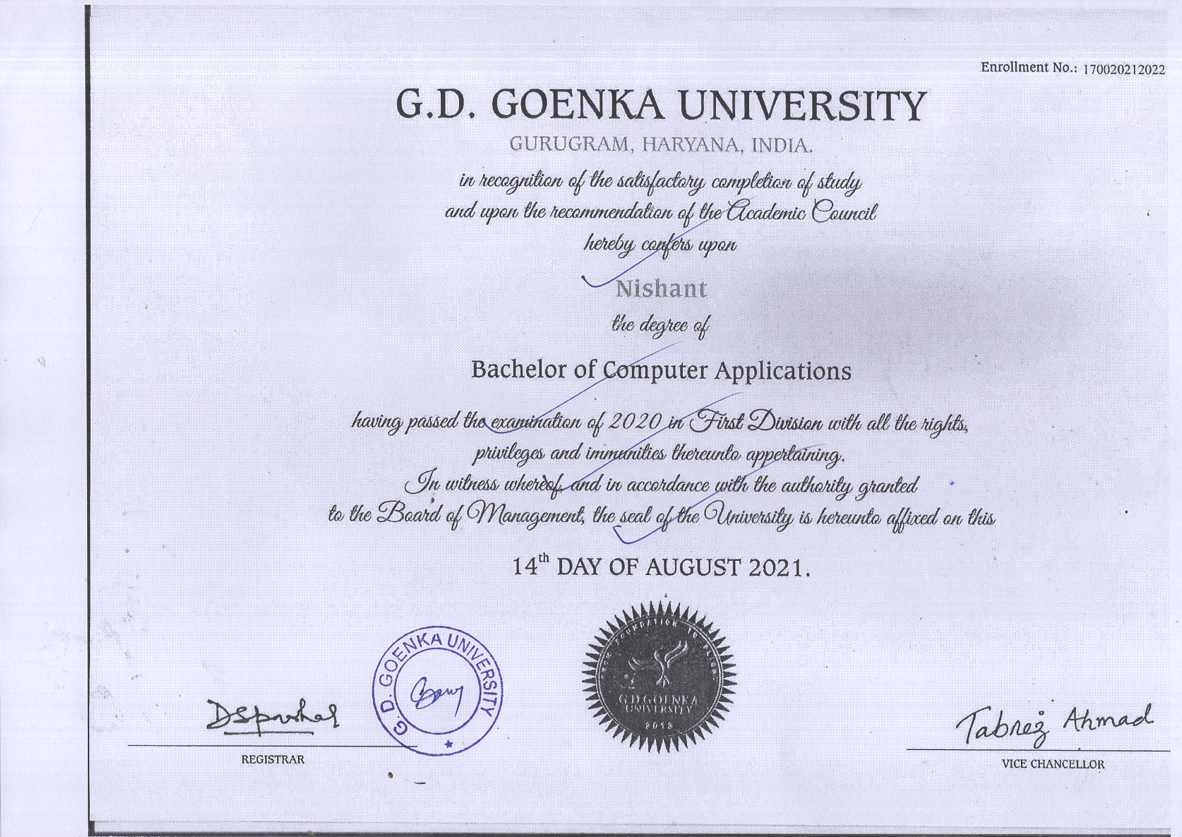 Enrollment No.: 170020212022
G.D. GOENKA UNIVERSITY
GURUGRAM, HARYANA, INDIA.
in recognition of the satisfactory completion of study
and upon the recommendation of the Academic Council
hereby confers upon
Nishant
the degree of
Bachelor of Computer Applications
having passed the examination of 2020 in First Division with all the rights,
privileges and immunities thereunto appertaining.
In witness whereof, and in accordance with the authority granted
to the Board of Management, the seal of the University is hereunto affixed on this
14th DAY OF AUGUST 2021.
G. D. GOENKA UNIVERSITY
FOUNDATION TO
G.D GOENKA
UNIVERSITY
2013
Tabrez Ahmad
REGISTRAR
VICE CHANCELLOR